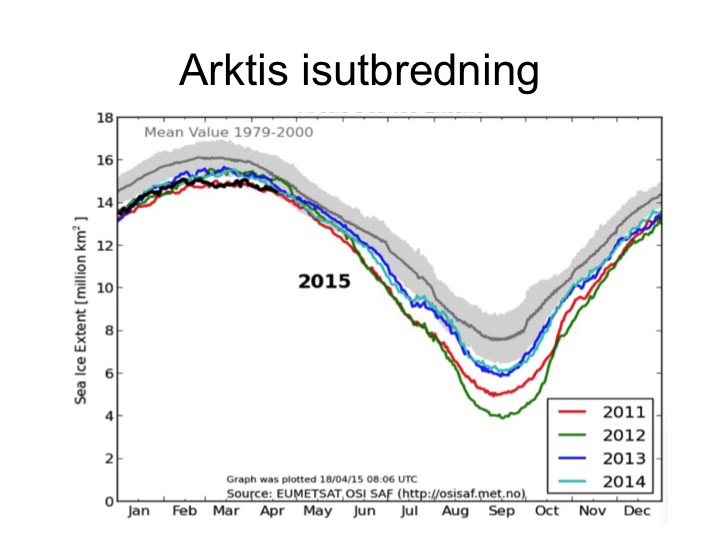 Arktis isutbredning
18
Mean Value 1979-2000
16
14
12
10
8
6
4
2
0
Sea Ice Extent [million km² ]
2015
2011
2012
2013
2014
Graph was plotted 18/04/15 08:06 UTC
Source: EUMETSAT OSI SAF (http://osisaf.met.no)
Jan Feb Mar Apr May Jun Jul Aug Sep Oct Nov Dec